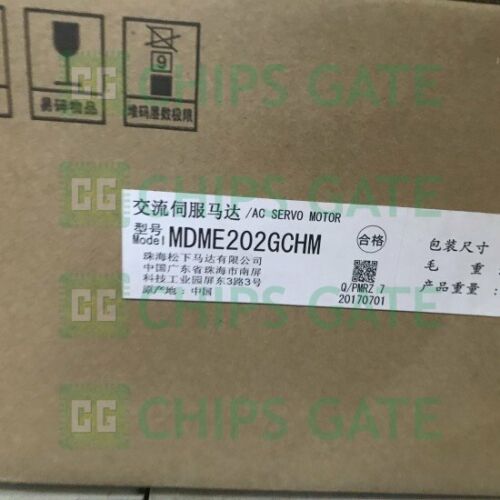 9
易碎物品
堆码层数极限
CHIPS GATE
CHIPS GATE
CHIPS GATE
CHIPS GATE
CG
CG
CG
CG
交流伺服马达 /AC SERVO MOTOR
型号
Model MDME202GCHM
合格
珠海松下马达有限公司
中国广东省珠海市南屏
科技工业园屏东3路3号
原产地: 中国
Q/PMRZ 7
20170701
包装尺寸
毛 重
产品重量: